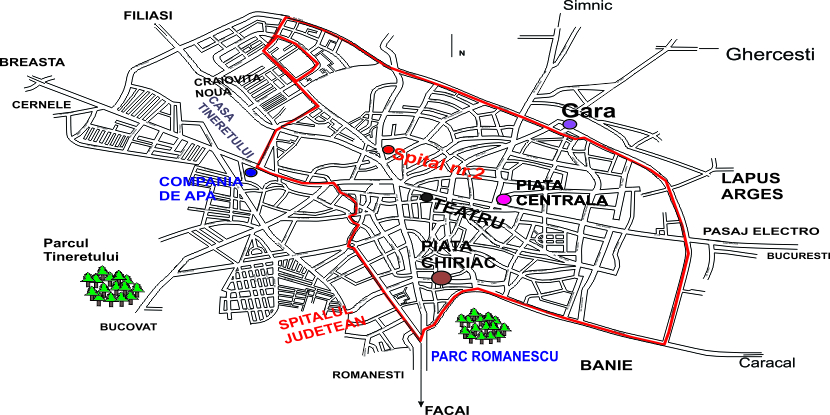 Simnic
FILIASI
Ghercesti
N
BREASTA
CRAIOVITA
NOUA
CERNELE
CASA
TINERETULUI
Gara
Spital nr.2
COMPANIA
DE APA
PIATA
CENTRALA
LAPUS
ARGES
TEATRU
PASAJ ELECTRO
Parcul
Tineretului
PIATA
CHIRIAC
BUCURESTI
BUCOVAT
SPITALUL
JUDETEAN
PARC ROMANESCU
BANIE
Caracal
ROMANESTI
FACAI